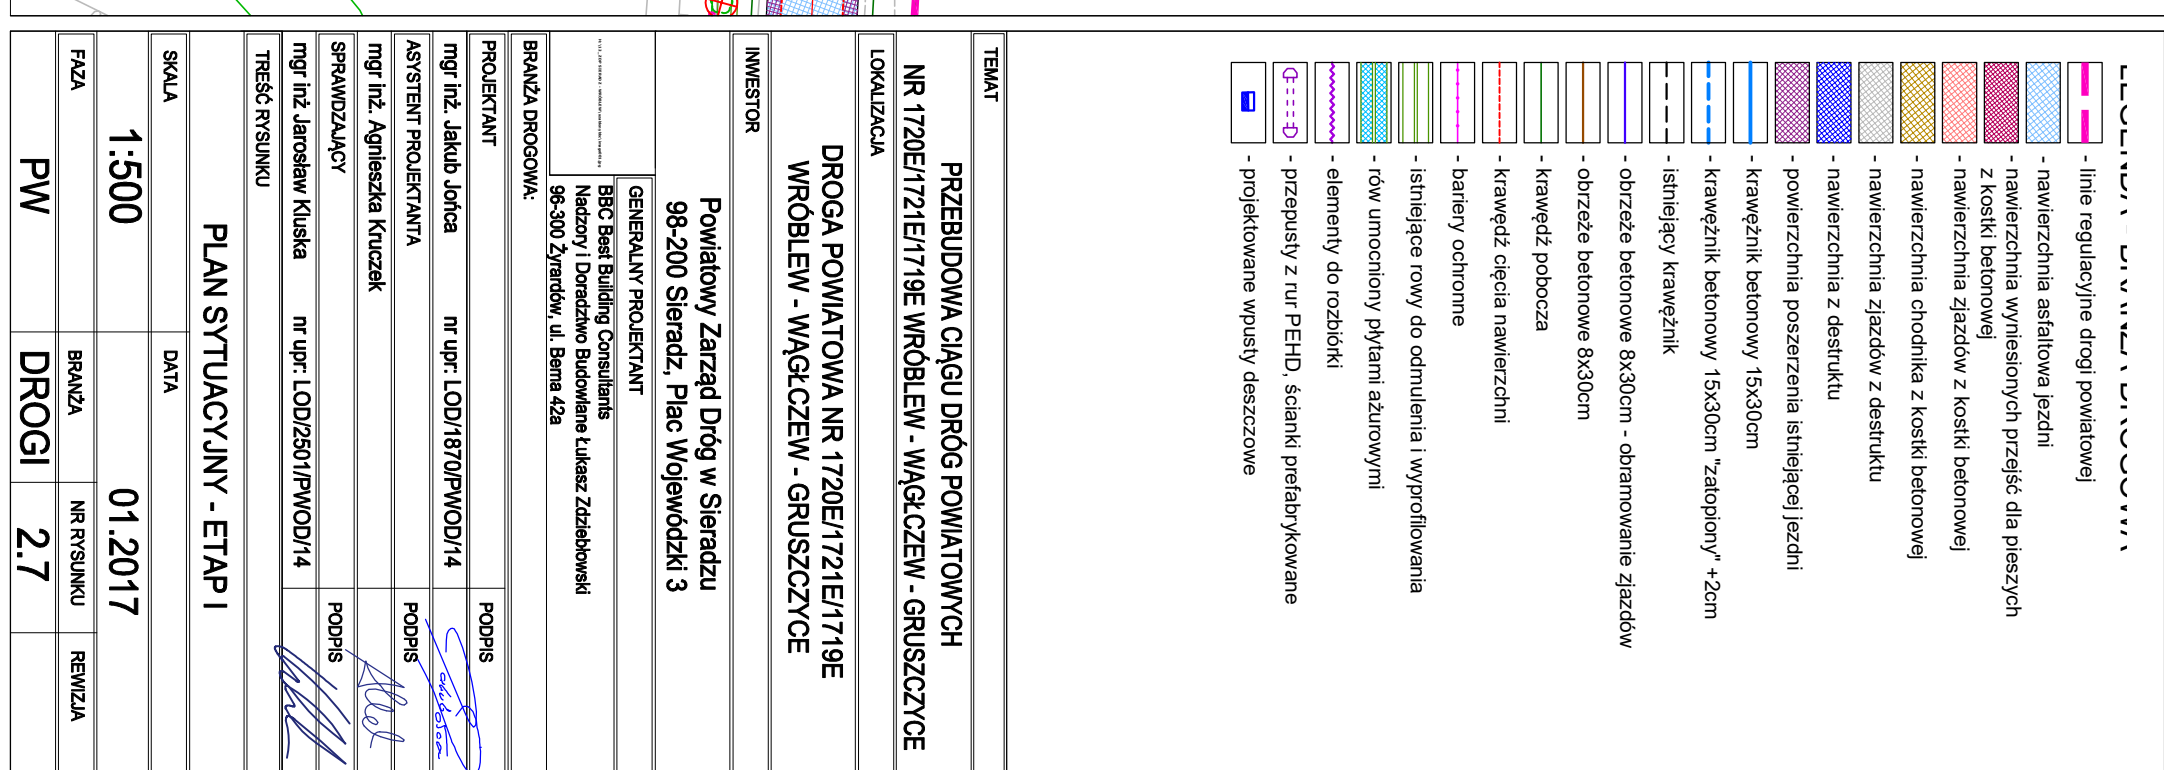 LEGENDA - BRANŻA DROGOWA
- linie regulacyjne drogi powiatowej
- nawierzchnia asfaltowa jezdni
- nawierzchnia wyniesionych przejść dla pieszych
z kostki betonowej
- nawierzchnia zjazdów z kostki betonowej
- nawierzchnia chodnika z kostki betonowej
- nawierzchnia zjazdów z destruktu
- nawierzchnia z destruktu
- powierzchnia poszerzenia istniejącej jezdni
- krawężnik betonowy 15x30cm
- krawężnik betonowy 15x30cm "zatopiony" +2cm
- istniejący krawężnik
- obrzeże betonowe 8x30cm - obramowanie zjazdów
- obrzeże betonowe 8x30cm
- krawędź pobocza
- krawędź cięcia nawierzchni
- bariery ochronne
- istniejące rowy do odmulenia i wyprofilowania
- rów umocniony płytami ażurowymi
- elementy do rozbiórki
- przepusty z rur PEHD, ścianki prefabrykowane
- projektowane wpusty deszczowe
TEMAT
PRZEBUDOWA CIĄGU DRÓG POWIATOWYCH
NR 1720E/1721E/1719E WRÓBLEW - WĄGŁCZEW - GRUSZCZYCE
LOKALIZACJA
DROGA POWIATOWA NR 1720E/1721E/1719E
WRÓBLEW - WĄGŁCZEW - GRUSZCZYCE
INWESTOR
Powiatowy Zarząd Dróg w Sieradzu
98-200 Sieradz, Plac Wojewódzki 3
GENERALNY PROJEKTANT
BBC Best Building Consultants
Nadzory i Doradztwo Budowlane Łukasz Zdziebłowski
96-300 Żyrardów, ul. Bema 42a
BRANŻA DROGOWA:
PROJEKTANT PODPIS
mgr inż. Jakub Jońca nr upr: LOD/1870/PWOD/14
ASYSTENT PROJEKTANTA PODPIS
mgr inż. Agnieszka Kruczek
SPRAWDZAJĄCY PODPIS
mgr inż Jarosław Kluska nr upr: LOD/2501/PWOD/14
TREŚĆ RYSUNKU
PLAN SYTUACYJNY - ETAP I
SKALA DATA
1:500 01.2017
FAZA BRANŻA NR RYSUNKU REWIZJA
PW DROGI 2.7